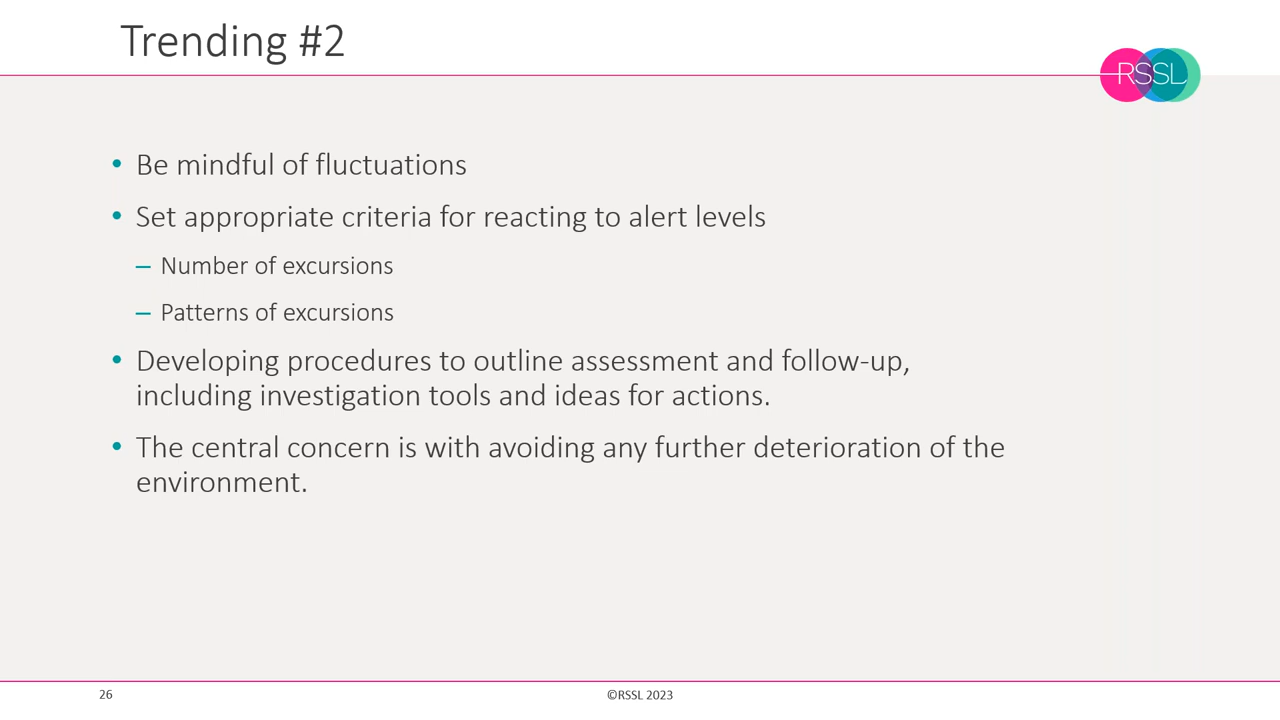 Trending #2
RSSL
• Be mindful of fluctuations
• Set appropriate criteria for reacting to alert levels
– Number of excursions
– Patterns of excursions
• Developing procedures to outline assessment and follow-up,
including investigation tools and ideas for actions.
• The central concern is with avoiding any further deterioration of the
environment.
26
©RSSL 2023